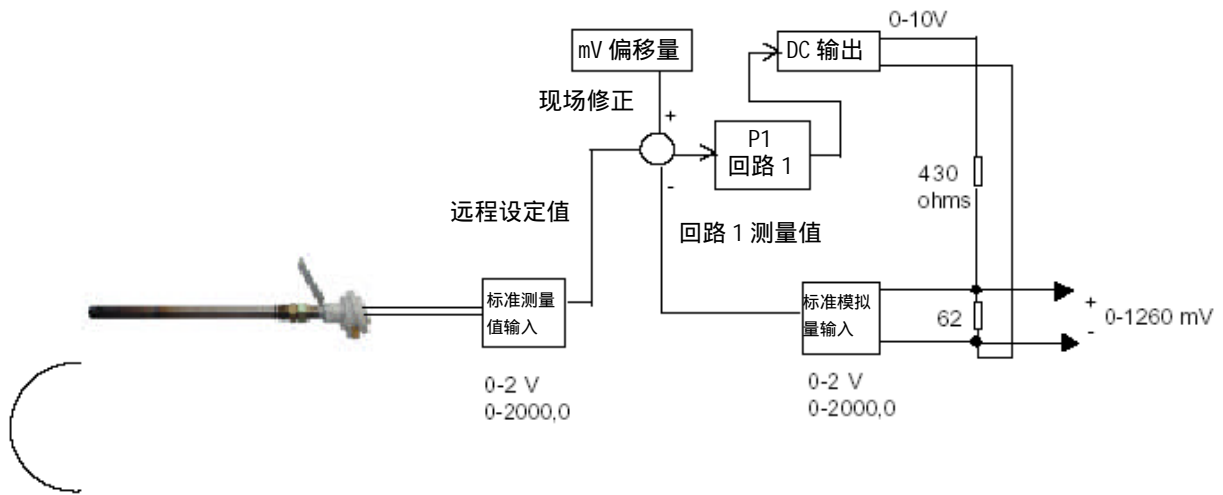 0-10V
mV 偏移量
DC 输出
现场修正
+
P1
回路 1
-
430
ohms
远程设定值
回路 1 测量值
标准测量
值输入
标准模拟
量输入
62
+
0-1260 mV
-
0-2 V
0-2000,0
0-2 V
0-2000,0